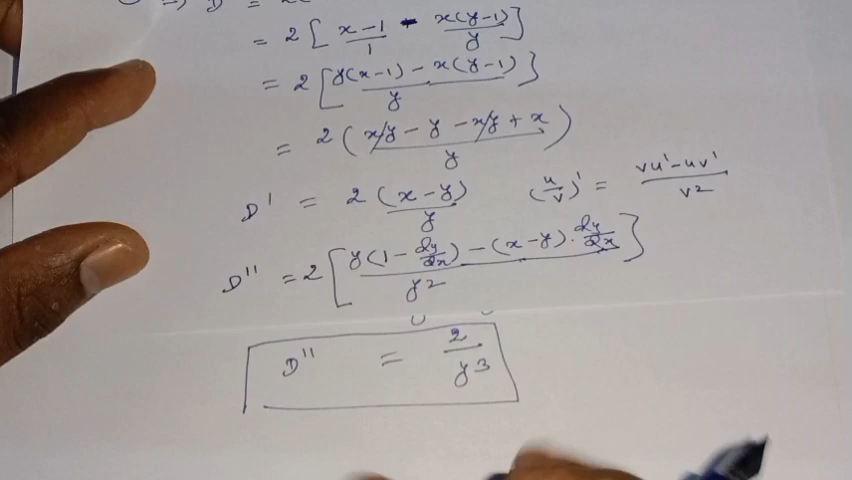 ⇒ D =
= 2 [ (x-1)/1 - x(y-1)/y ]
= 2 [ (y(x-1) - x(y-1))/y ]
= 2 ( (xy - y - xy + x)/y )
D' = 2 (x-y)/y (u/v)' = (vu' - uv')/v2
D'' = 2 [ (y(1 - dy/dx) - (x-y) . dy/dx)/y2 ]
D'' = 2/y3